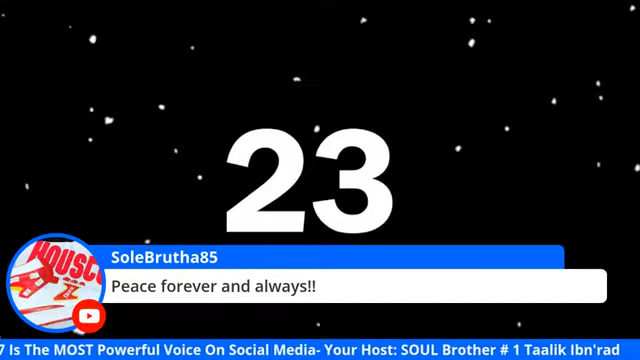 23
SoleBrutha85
Peace forever and always!!
7 Is The MOST Powerful Voice On Social Media- Your Host: SOUL Brother # 1 Taalik Ibn'rad